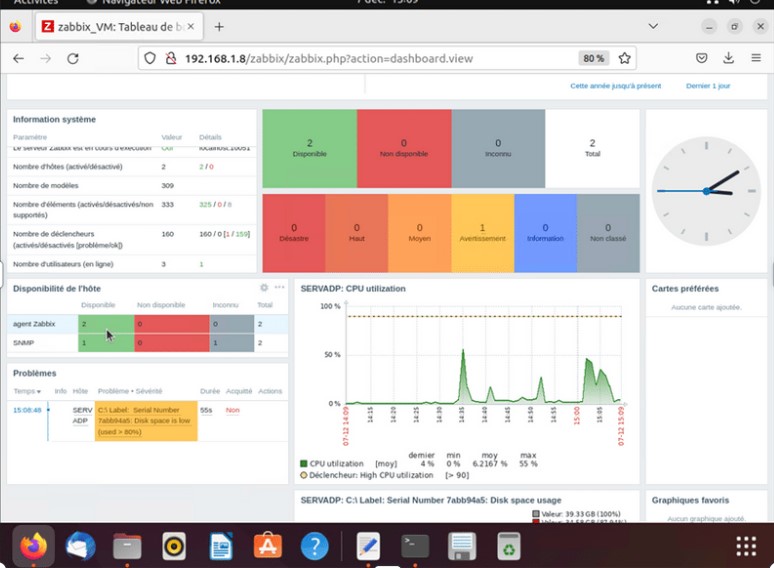 Activités Navigateur Web Firefox 7 déc. 15:09
zabbix_VM: Tableau de b
192.168.1.8/zabbix/zabbix.php?action=dashboard.view 80 %
Cette année jusqu'à présent Dernier 1 jour
Information système
Paramètre Valeur Détails
Le serveur Zabbix est en cours d'exécution Oui localhost:10051
Nombre d'hôtes (activé/désactivé) 2 2 / 0
Nombre de modèles 309
Nombre d'éléments (activés/désactivés/non supportés) 333 325 / 0 / 8
Nombre de déclencheurs (activés/désactivés [problème/ok]) 160 160 / 0 [1 / 159]
Nombre d'utilisateurs (en ligne) 3 1
2 0 0 2
Disponible Non disponible Inconnu Total
0 0 0 1 0 0
Désastre Haut Moyen Avertissement Information Non classé
Disponibilité de l'hôte
Disponible Non disponible Inconnu Total
agent Zabbix 2 0 0 2
SNMP 1 0 1 2
Problèmes
Temps Info Hôte Problème • Sévérité Durée Acquitté Actions
15:08:48 SERVADP C:\ Label: Serial Number 7abb94a5: Disk space is low (used > 80%) 55s Non
SERVADP: CPU utilization
100 %
50 %
0 %
07-12 14:09 14:15 14:20 14:25 14:30 14:35 14:40 14:45 14:50 14:55 15:00 15:05 07-12 15:09
dernier min moy max
CPU utilization [moy] 4 % 0 % 6.2167 % 55 %
Déclencheur: High CPU utilization [> 90]
SERVADP: C:\ Label: Serial Number 7abb94a5: Disk space usage
Valeur: 39.33 GB (100%)
Cartes préférées
Aucune carte ajoutée.
Graphiques favoris
Aucun graphique ajouté.